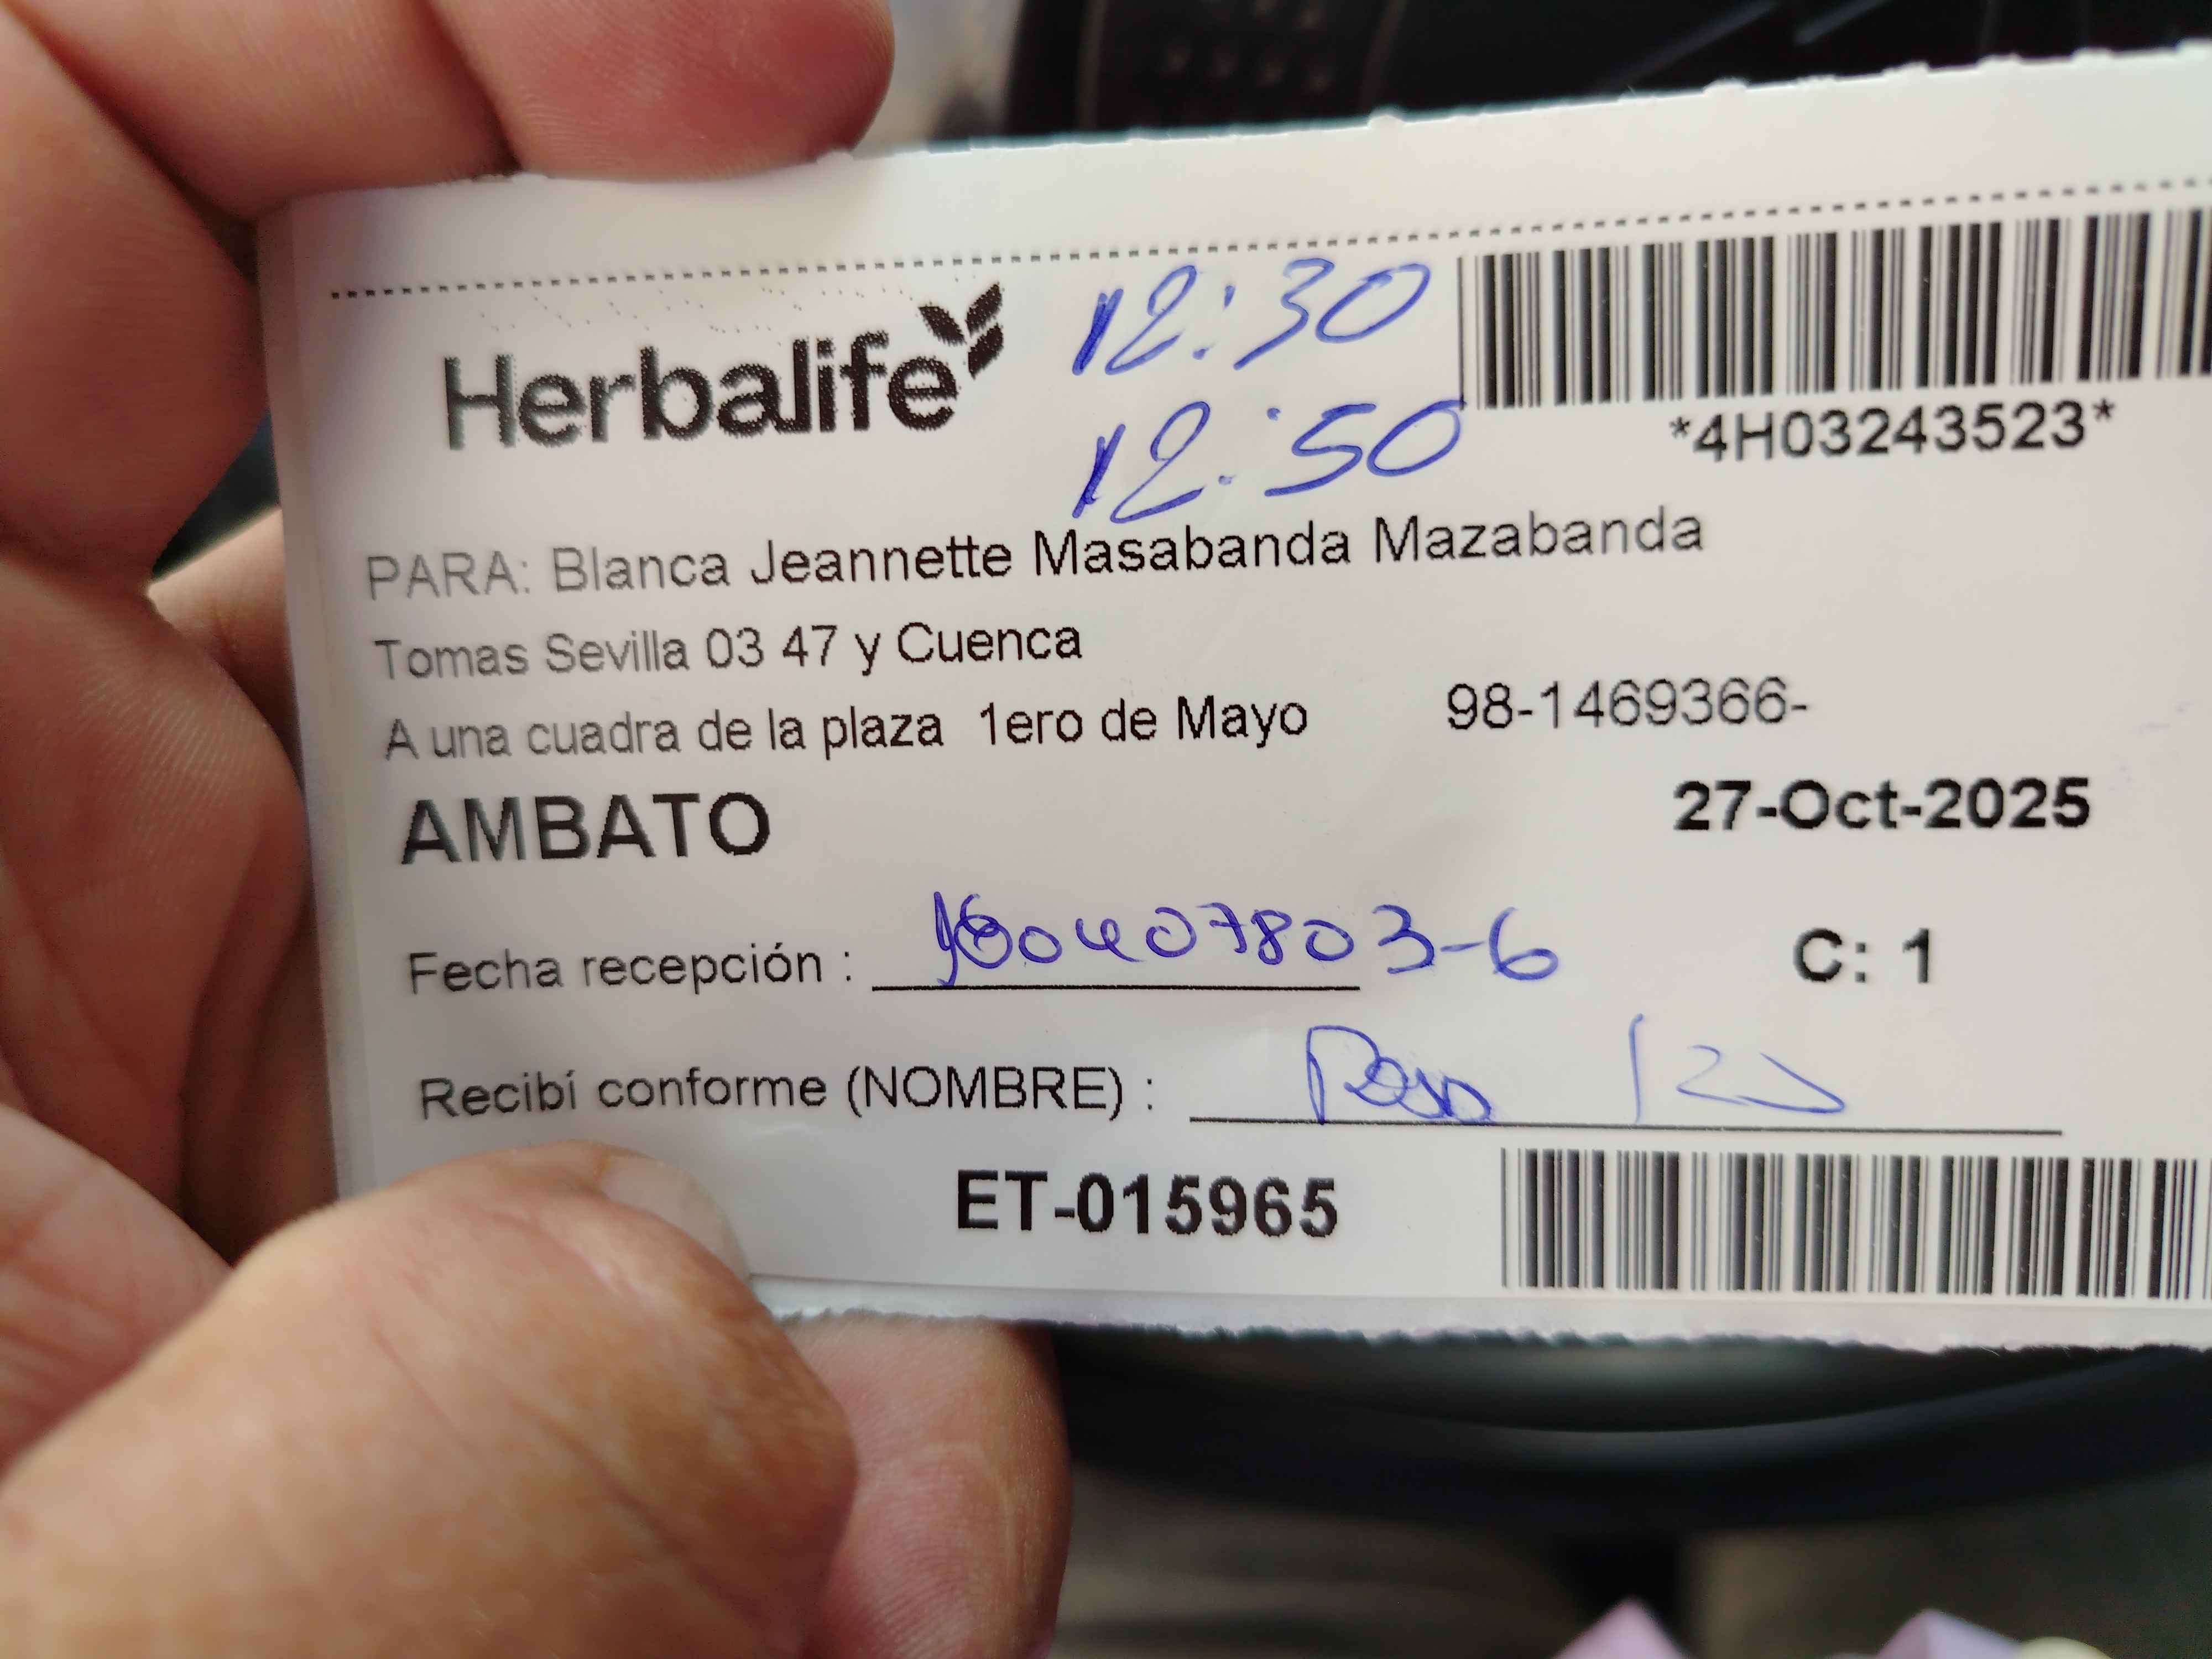 Herbalife
12:30
12:50
*4H03243523*
PARA: Blanca Jeannette Masabanda Mazabanda
Tomas Sevilla 03 47 y Cuenca
A una cuadra de la plaza 1ero de Mayo 98-1469366-
AMBATO 27-Oct-2025
Fecha recepción : C: 1
Recibí conforme (NOMBRE) :
ET-015965